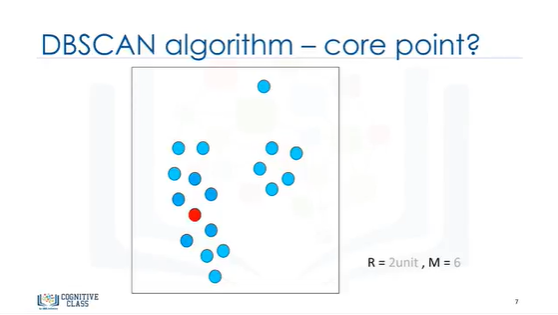 DBSCAN algorithm – core point?
R = 2unit , M = 6
COGNITIVE
CLASS
7